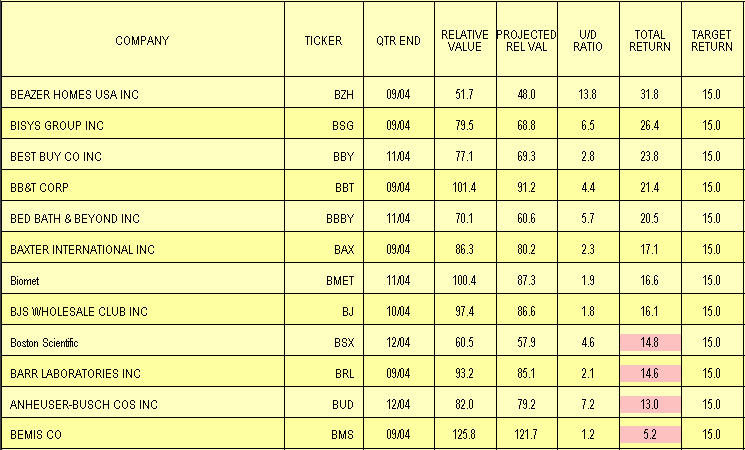 COMPANY TICKER QTR END RELATIVE VALUE PROJECTED REL VAL U/D RATIO TOTAL RETURN TARGET RETURN
BEAZER HOMES USA INC BZH 09/04 51.7 48.0 13.8 31.8 15.0
BISYS GROUP INC BSG 09/04 79.5 68.8 6.5 26.4 15.0
BEST BUY CO INC BBY 11/04 77.1 69.3 2.8 23.8 15.0
BB&T CORP BBT 09/04 101.4 91.2 4.4 21.4 15.0
BED BATH & BEYOND INC BBBY 11/04 70.1 60.6 5.7 20.5 15.0
BAXTER INTERNATIONAL INC BAX 09/04 86.3 80.2 2.3 17.1 15.0
Biomet BMET 11/04 100.4 87.3 1.9 16.6 15.0
BJS WHOLESALE CLUB INC BJ 10/04 97.4 86.6 1.8 16.1 15.0
Boston Scientific BSX 12/04 60.5 57.9 4.6 14.8 15.0
BARR LABORATORIES INC BRL 09/04 93.2 85.1 2.1 14.6 15.0
ANHEUSER-BUSCH COS INC BUD 12/04 82.0 79.2 7.2 13.0 15.0
BEMIS CO BMS 09/04 125.8 121.7 1.2 5.2 15.0